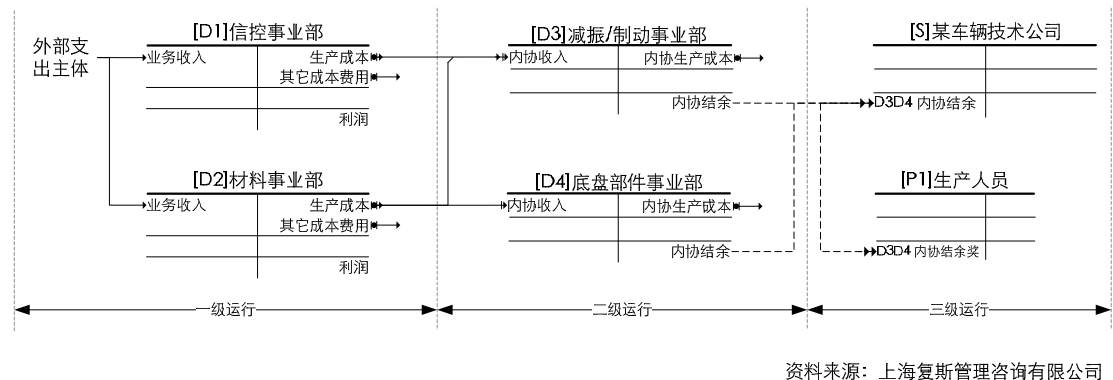 外部支
出主体
[D1]信控事业部
业务收入 生产成本
其它成本费用
利润
[D2]材料事业部
业务收入 生产成本
其它成本费用
利润
[D3]减振/制动事业部
内协收入 内协生产成本
内协结余
[D4]底盘部件事业部
内协收入 内协生产成本
内协结余
[S]某车辆技术公司
D3D4 内协结余
[P1]生产人员
D3D4 内协结余奖
一级运行 二级运行 三级运行
资料来源：上海复斯管理咨询有限公司